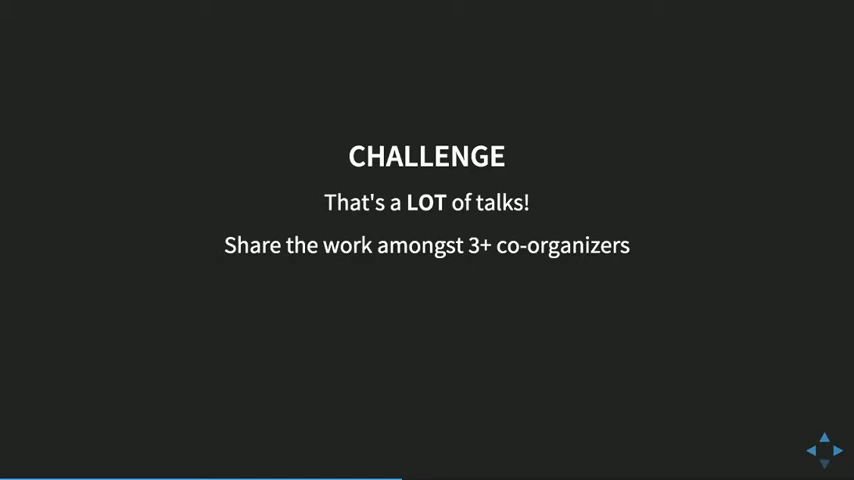 CHALLENGE
That's a LOT of talks!
Share the work amongst 3+ co-organizers